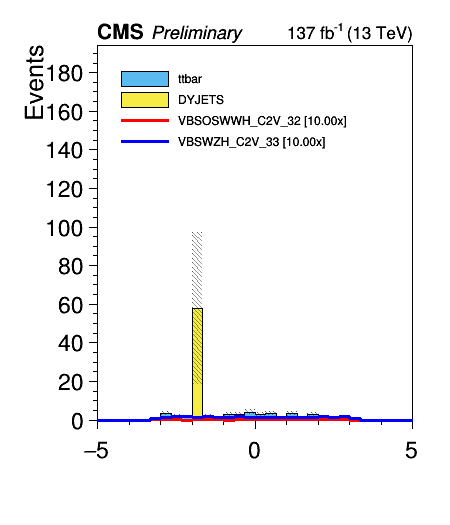 CMS Preliminary 137 fb⁻¹ (13 TeV)
Events
180
160
140
120
100
80
60
40
20
0
ttbar
DYJETS
VBSOSWWH_C2V_32 [10.00x]
VBSWZH_C2V_33 [10.00x]
−5 0 5